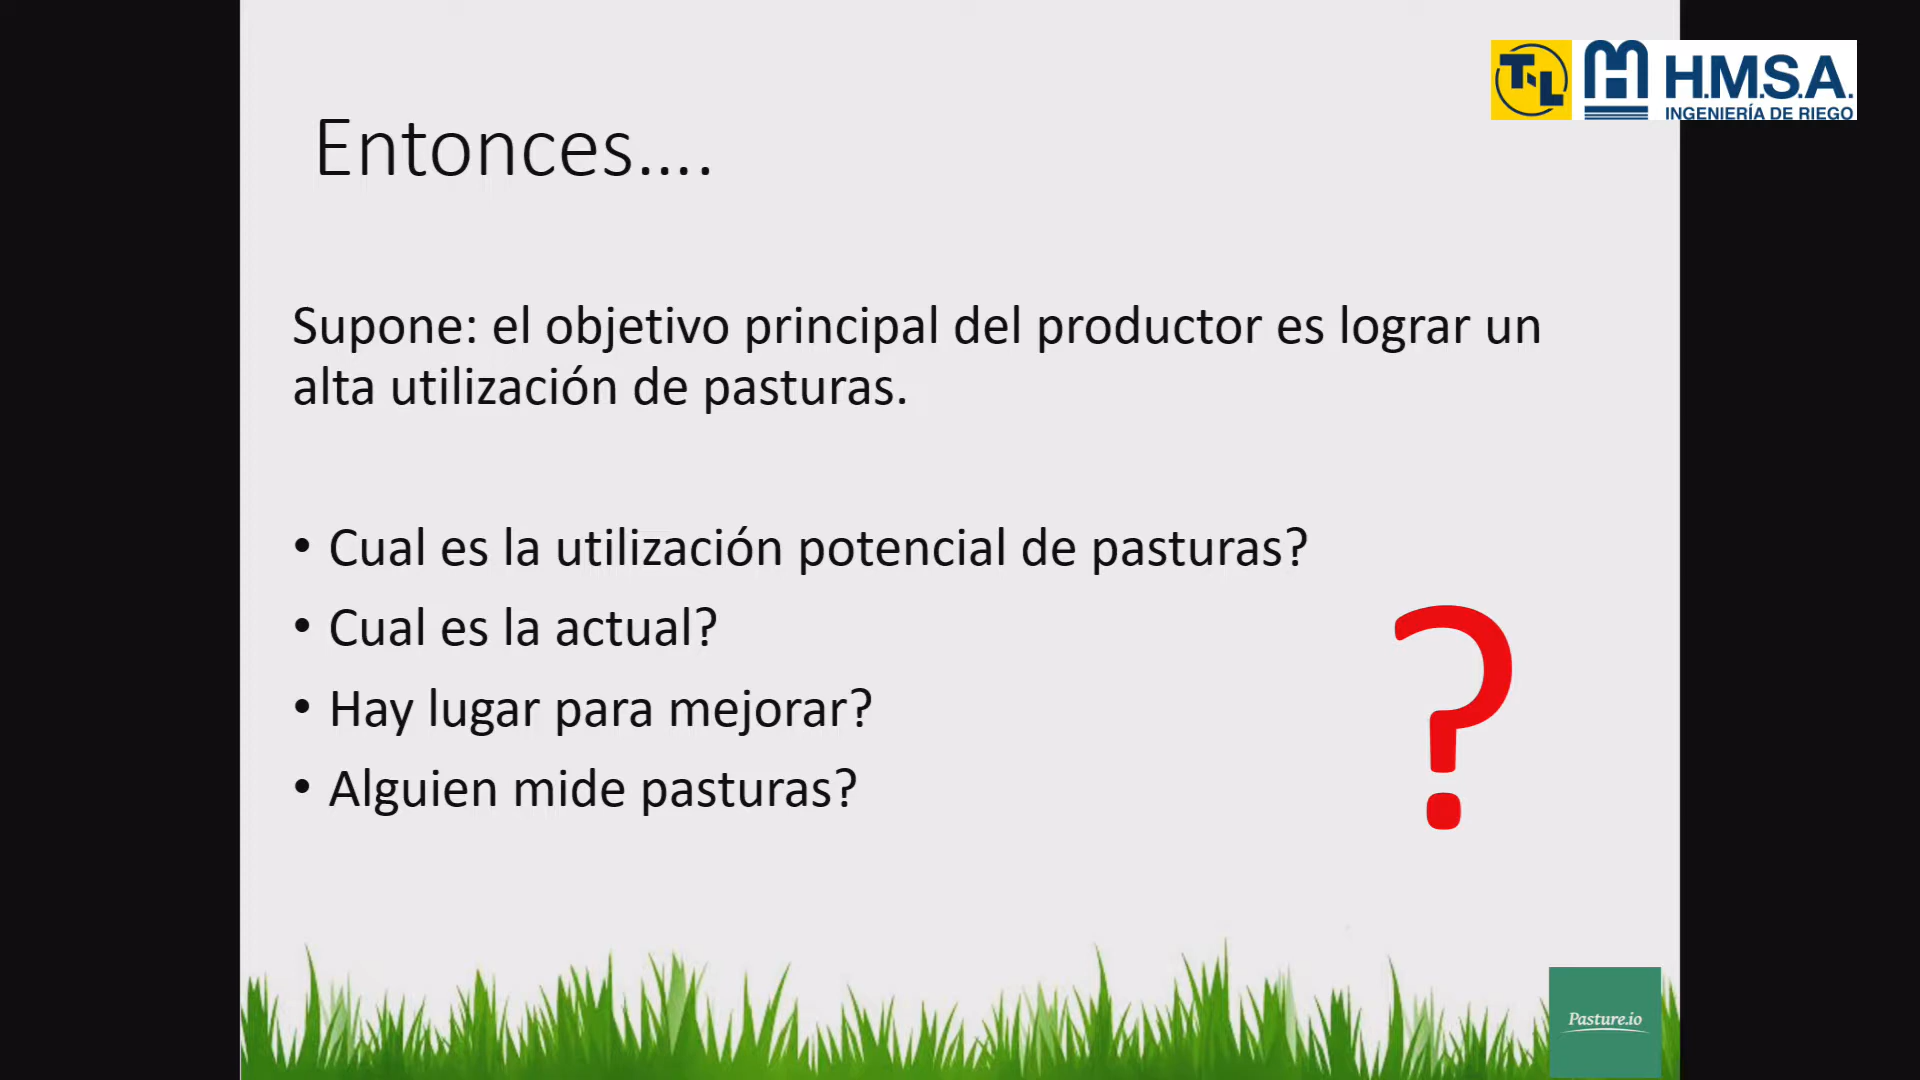 T-L
H.M.S.A.
INGENIERÍA DE RIEGO
Entonces....
Supone: el objetivo principal del productor es lograr un
alta utilización de pasturas.
• Cual es la utilización potencial de pasturas?
• Cual es la actual?
• Hay lugar para mejorar?
• Alguien mide pasturas?
?
Pasture.io